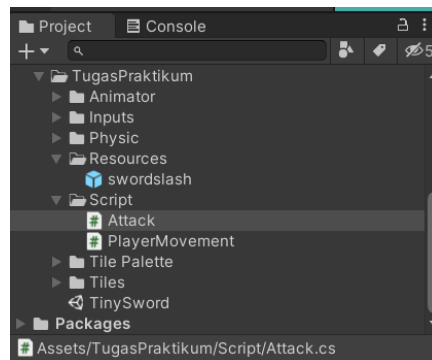 Project Console
5
TugasPraktikum
Animator
Inputs
Physic
Resources
swordslash
Script
# Attack
# PlayerMovement
Tile Palette
Tiles
TinySword
Packages
# Assets/TugasPraktikum/Script/Attack.cs